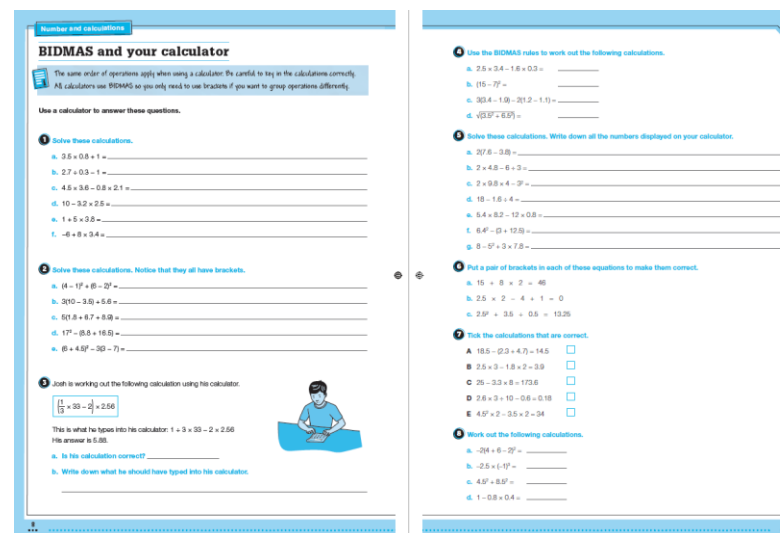 Number and calculations
BIDMAS and your calculator
The same order of operations apply when using a calculator. Be careful to key in the calculations correctly.
All calculators use BIDMAS so you only need to use brackets if you want to group operations differently.
Use a calculator to answer these questions.
1 Solve these calculations.
a. 3.5 × 0.8 + 1 =
b. 2.7 ÷ 0.3 − 1 =
c. 4.5 × 3.6 − 0.8 × 2.1 =
d. 10 − 3.2 × 2.5 =
e. 1 + 5 × 3.8 =
f. −6 + 8 × 3.4 =
2 Solve these calculations. Notice that they all have brackets.
a. (4 − 1)² + (6 − 2)² =
b. 3(10 − 3.5) + 5.6 =
c. 5(1.8 + 6.7 + 8.9) =
d. 17² − (8.8 + 16.5) =
e. (6 + 4.5)² − 3(3 − 7) =
3 Josh is working out the following calculation using his calculator.
(1/3 × 33 − 2) × 2.56
This is what he types into his calculator: 1 ÷ 3 × 33 − 2 × 2.56
His answer is 5.88.
a. Is his calculation correct?
b. Write down what he should have typed into his calculator.
8
4 Use the BIDMAS rules to work out the following calculations.
a. 2.5 × 3.4 − 1.6 × 0.3 =
b. (15 − 7)² =
c. 3(3.4 − 1.9) − 2(1.2 − 1.1) =
d. √(3.5² + 6.5²) =
5 Solve these calculations. Write down all the numbers displayed on your calculator.
a. 2(7.6 − 3.8) =
b. 2 × 4.8 − 6 ÷ 3 =
c. 2 × 9.8 × 4 − 3² =
d. 18 − 1.6 ÷ 4 =
e. 5.4 × 8.2 − 12 × 0.8 =
f. 6.4² − (3 + 12.5) =
g. 8 − 5² + 3 × 7.8 =
6 Put a pair of brackets in each of these equations to make them correct.
a. 15 + 8 × 2 = 46
b. 2.5 × 2 − 4 + 1 = 0
c. 2.5² + 3.5 ÷ 0.5 = 13.25
7 Tick the calculations that are correct.
A 18.5 − (2.3 + 4.7) = 14.5
B 2.5 × 3 − 1.8 × 2 = 3.9
C 25 − 3.3 × 8 = 173.6
D 2.6 × 3 ÷ 10 − 0.6 = 0.18
E 4.5² × 2 − 3.5 × 2 = 34
8 Work out the following calculations.
a. −2(4 + 6 − 2)² =
b. −2.5 × (−1)² =
c. 4.5² + 8.5² =
d. 1 − 0.8 × 0.4 =